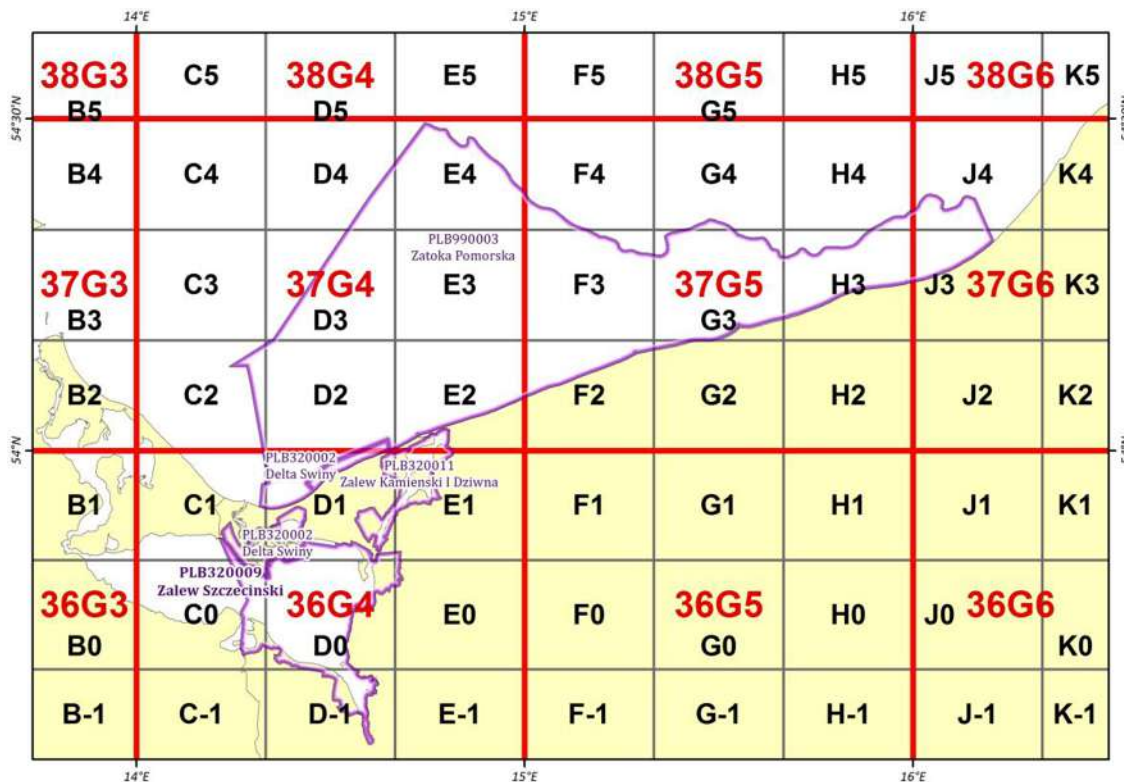 14°E 15°E 16°E
38G3 C5 38G4 E5 F5 38G5 H5 J5 38G6 K5
B5 D5 G5
54°30'N 54°30'N
B4 C4 D4 E4 F4 G4 H4 J4 K4
PLB990003
Zatoka Pomorska
37G3 C3 37G4 E3 F3 37G5 H3 J3 37G6 K3
B3 D3 G3
B2 C2 D2 E2 F2 G2 H2 J2 K2
54°N 54°N
PLB320002
Delta Swiny
PLB320011
Zalew Kamienski I Dziwna
B1 C1 D1 E1 F1 G1 H1 J1 K1
PLB320002
Delta Swiny
PLB320009
Zalew Szczecinski
36G3 C0 36G4 E0 F0 36G5 H0 J0 36G6
B0 D0 G0 K0
B-1 C-1 D-1 E-1 F-1 G-1 H-1 J-1 K-1
14°E 15°E 16°E